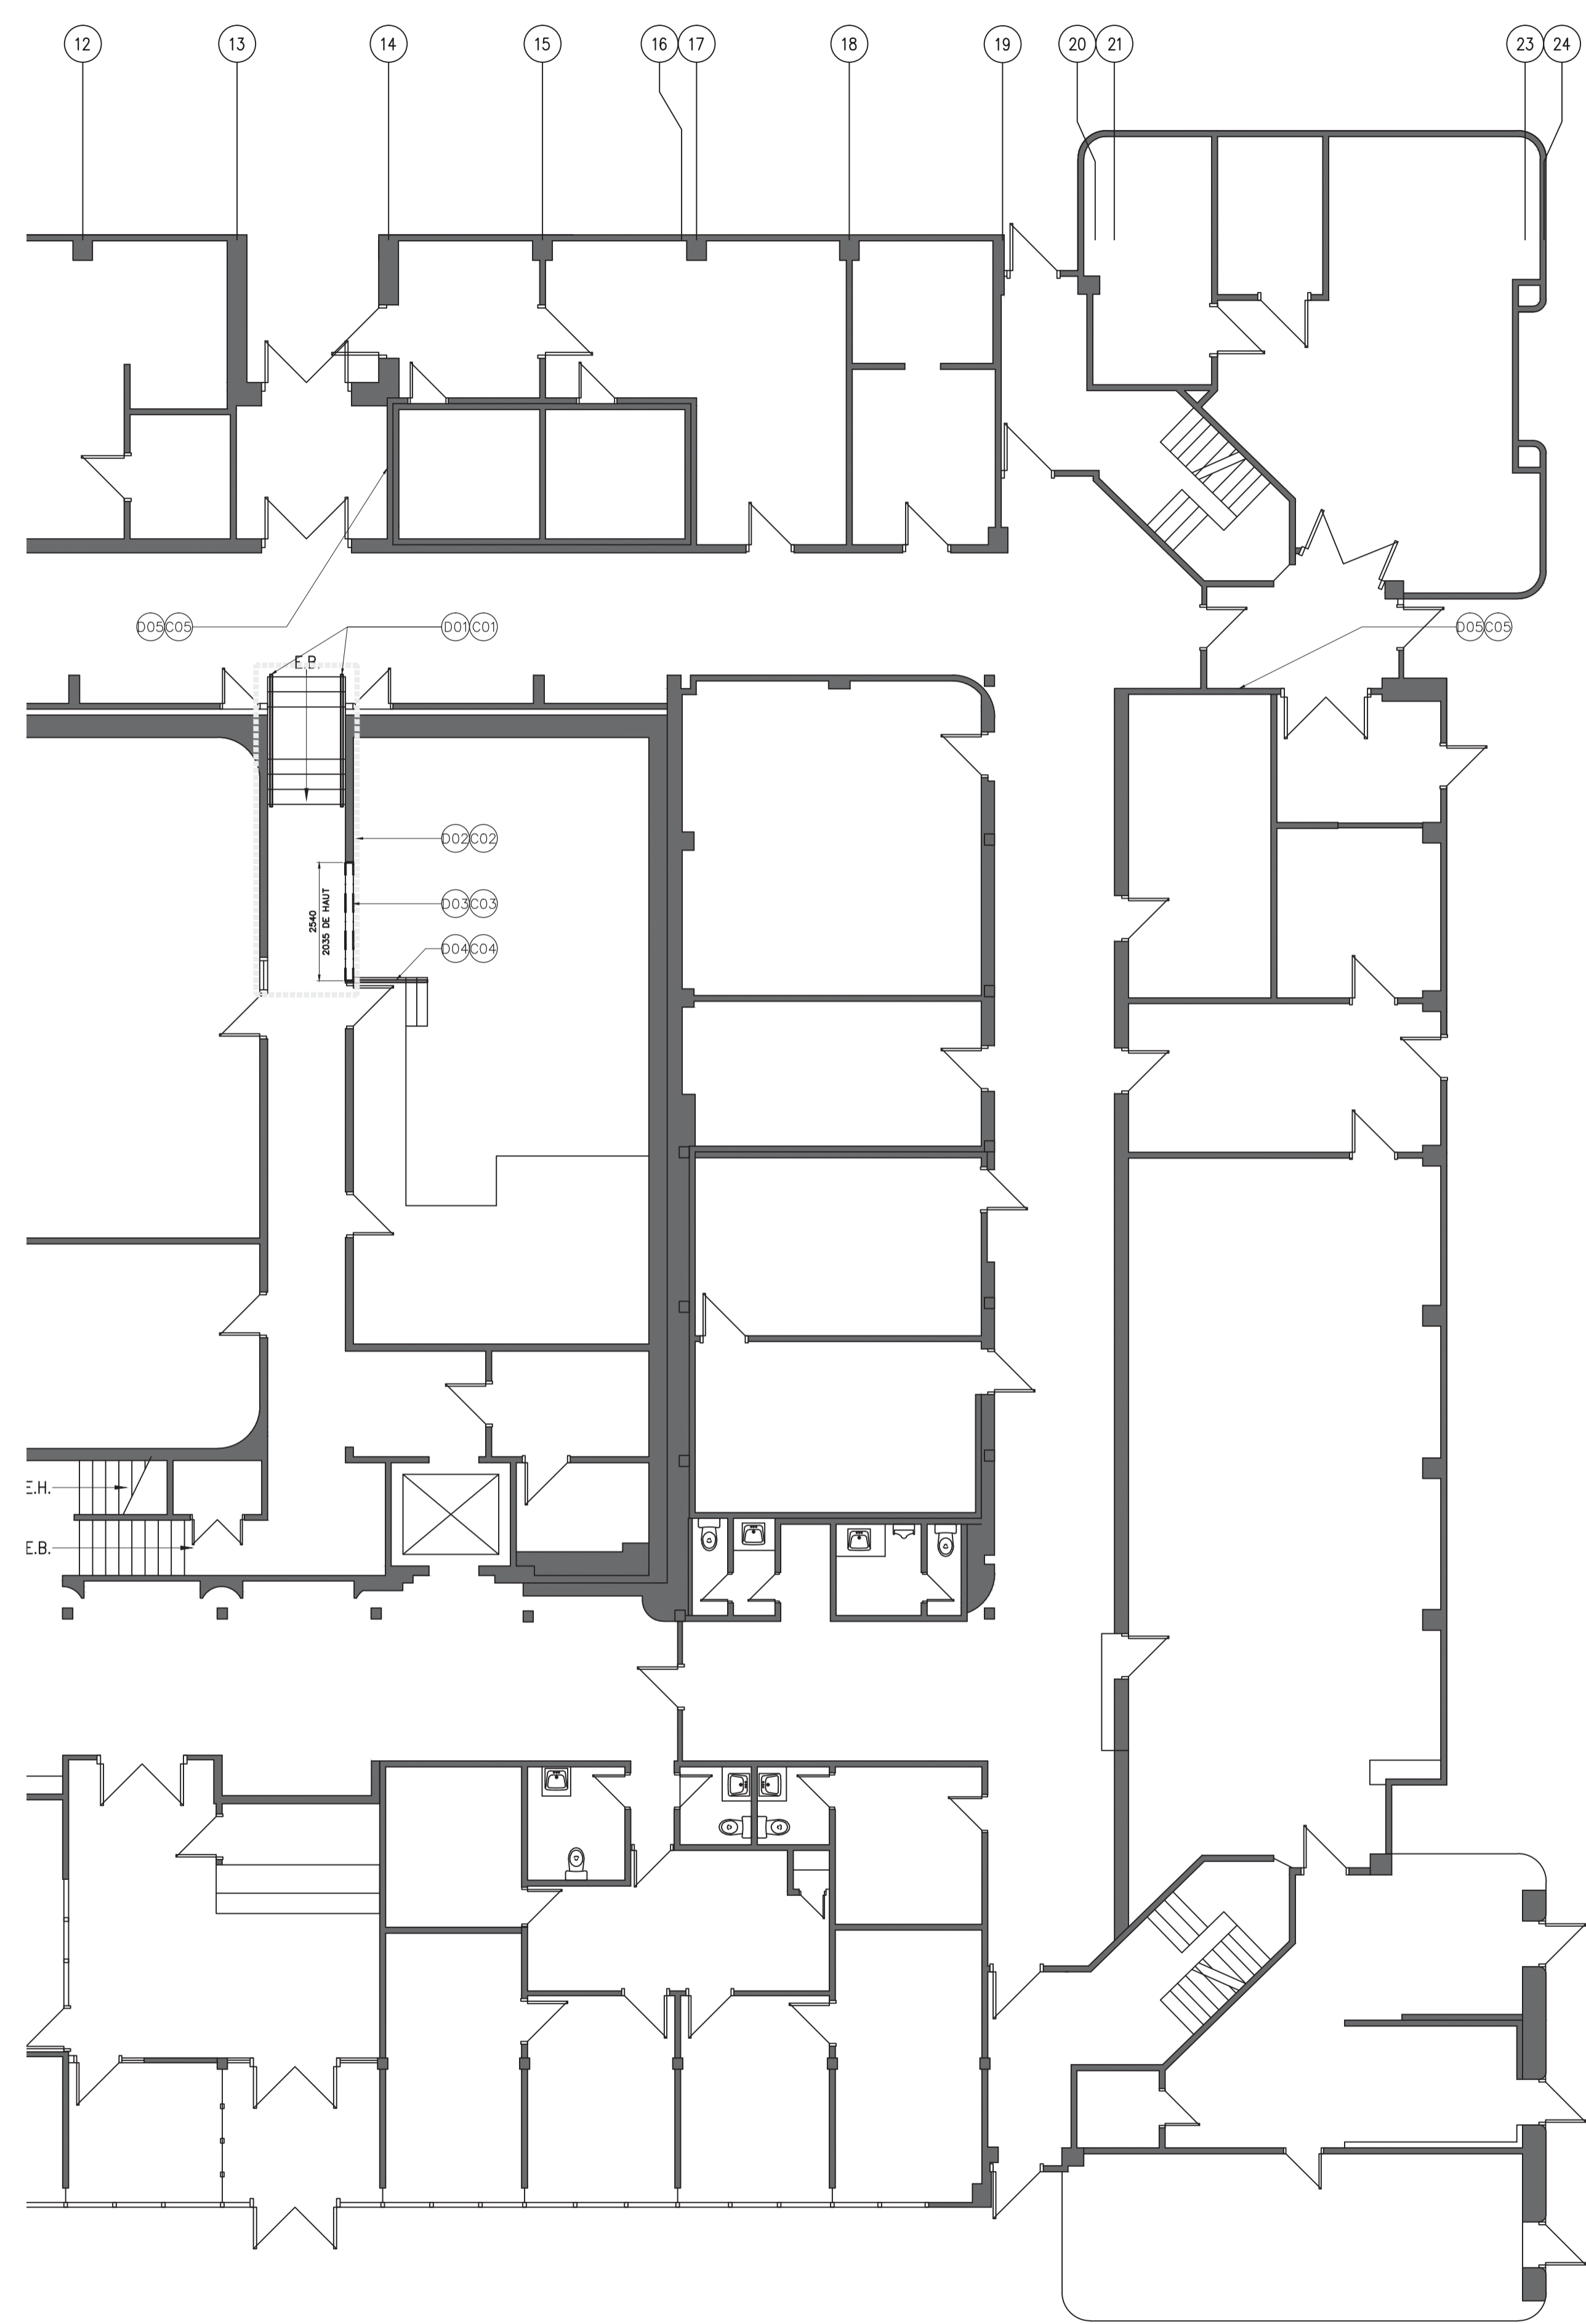 12 13 14 15 16 17 18 19 20 21 23 24
D05 C05
D01 C01
D05 C05
E.B.
D02 C02
D03 C03
2540
2035 DE HAUT
D04 C04
E.H.
E.B.